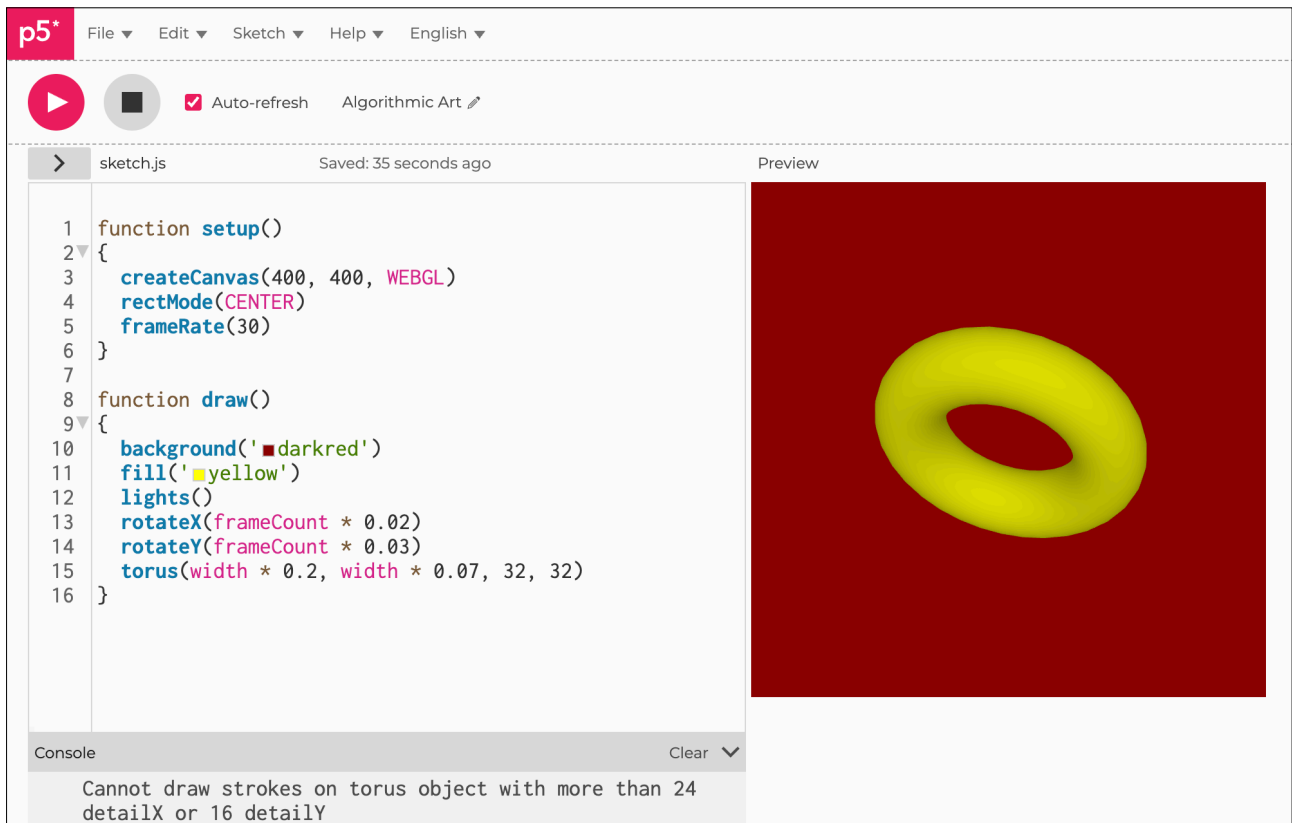 p5* File Edit Sketch Help English
Auto-refresh Algorithmic Art
sketch.js Saved: 35 seconds ago Preview
1 function setup()
2 {
3 createCanvas(400, 400, WEBGL)
4 rectMode(CENTER)
5 frameRate(30)
6 }
7
8 function draw()
9 {
10 background('darkred')
11 fill('yellow')
12 lights()
13 rotateX(frameCount * 0.02)
14 rotateY(frameCount * 0.03)
15 torus(width * 0.2, width * 0.07, 32, 32)
16 }
Console Clear
Cannot draw strokes on torus object with more than 24
detailX or 16 detailY